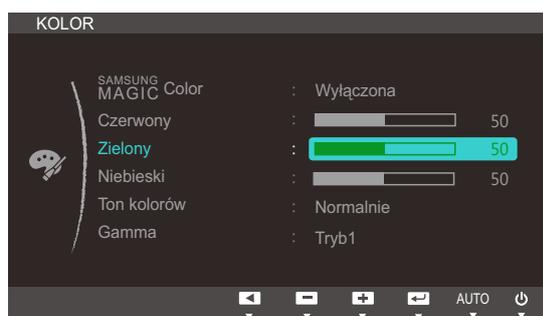 KOLOR
SAMSUNG MAGIC Color : Wyłączona
Czerwony : 50
Zielony : 50
Niebieski : 50
Ton kolorów : Normalnie
Gamma : Tryb1
AUTO